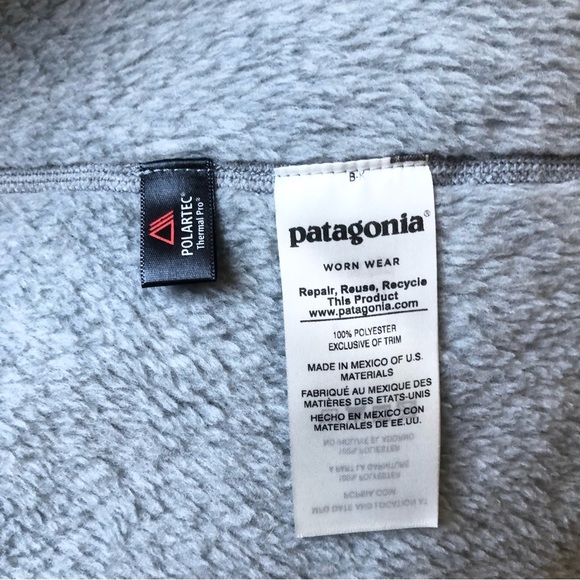 POLARTEC®
Thermal Pro®
B
patagonia®
WORN WEAR
Repair, Reuse, Recycle
This Product
www.patagonia.com
100% POLYESTER
EXCLUSIVE OF TRIM
MADE IN MEXICO OF U.S.
MATERIALS
FABRIQUÉ AU MEXIQUE DES
MATIÈRES DES ETATS-UNIS
HECHO EN MEXICO CON
MATERIALES DE EE.UU.